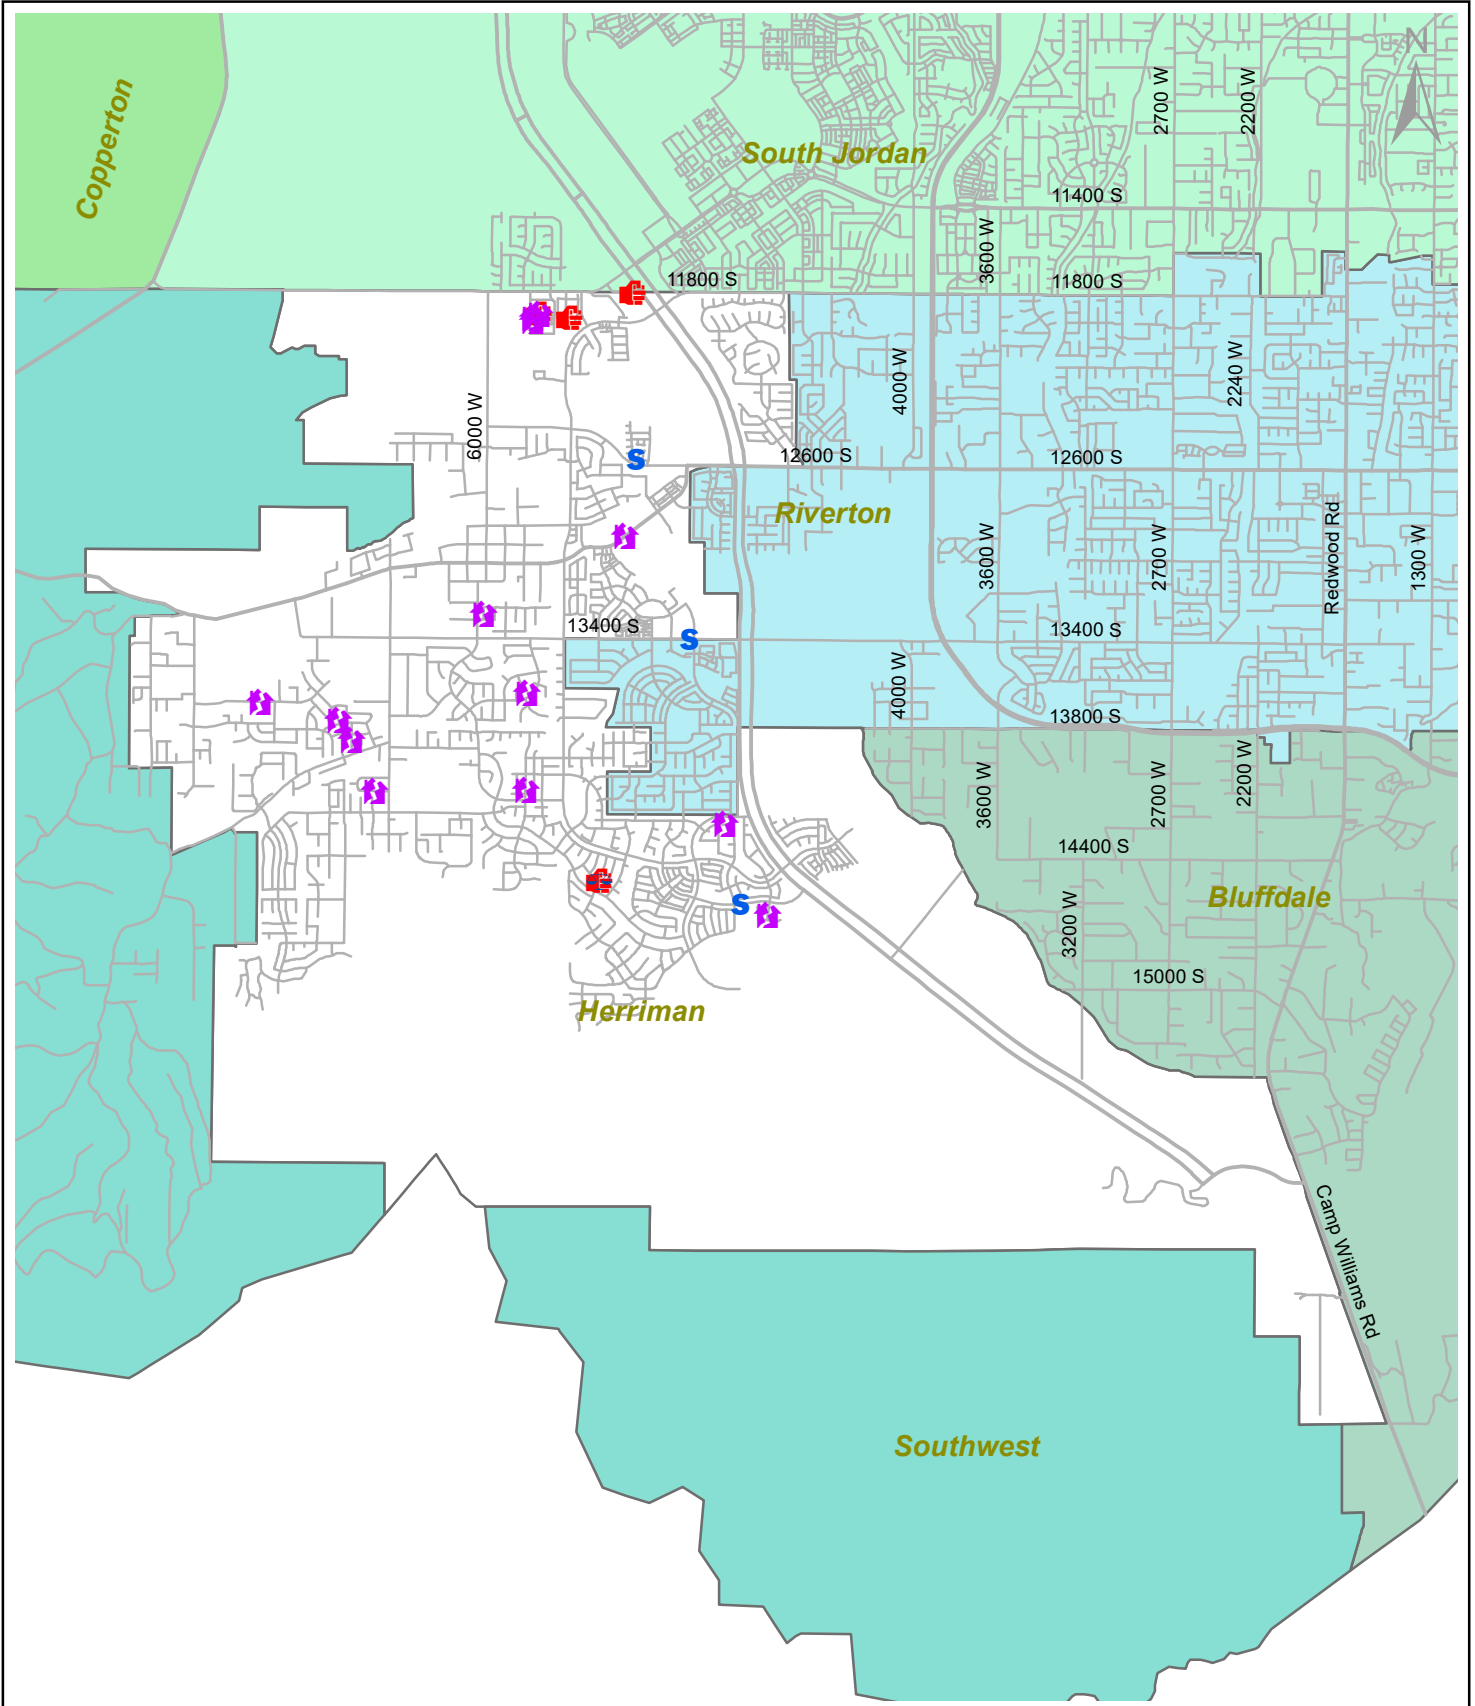 N
Copperton
South Jordan
2700 W
2200 W
11400 S
3600 W
11800 S
11800 S
4000 W
2240 W
6000 W
12600 S
12600 S
S
Riverton
Redwood Rd
3600 W
2700 W
1300 W
13400 S
13400 S
S
4000 W
13800 S
3600 W
2700 W
2200 W
14400 S
Bluffdale
S
3200 W
15000 S
Herriman
Camp Williams Rd
Southwest